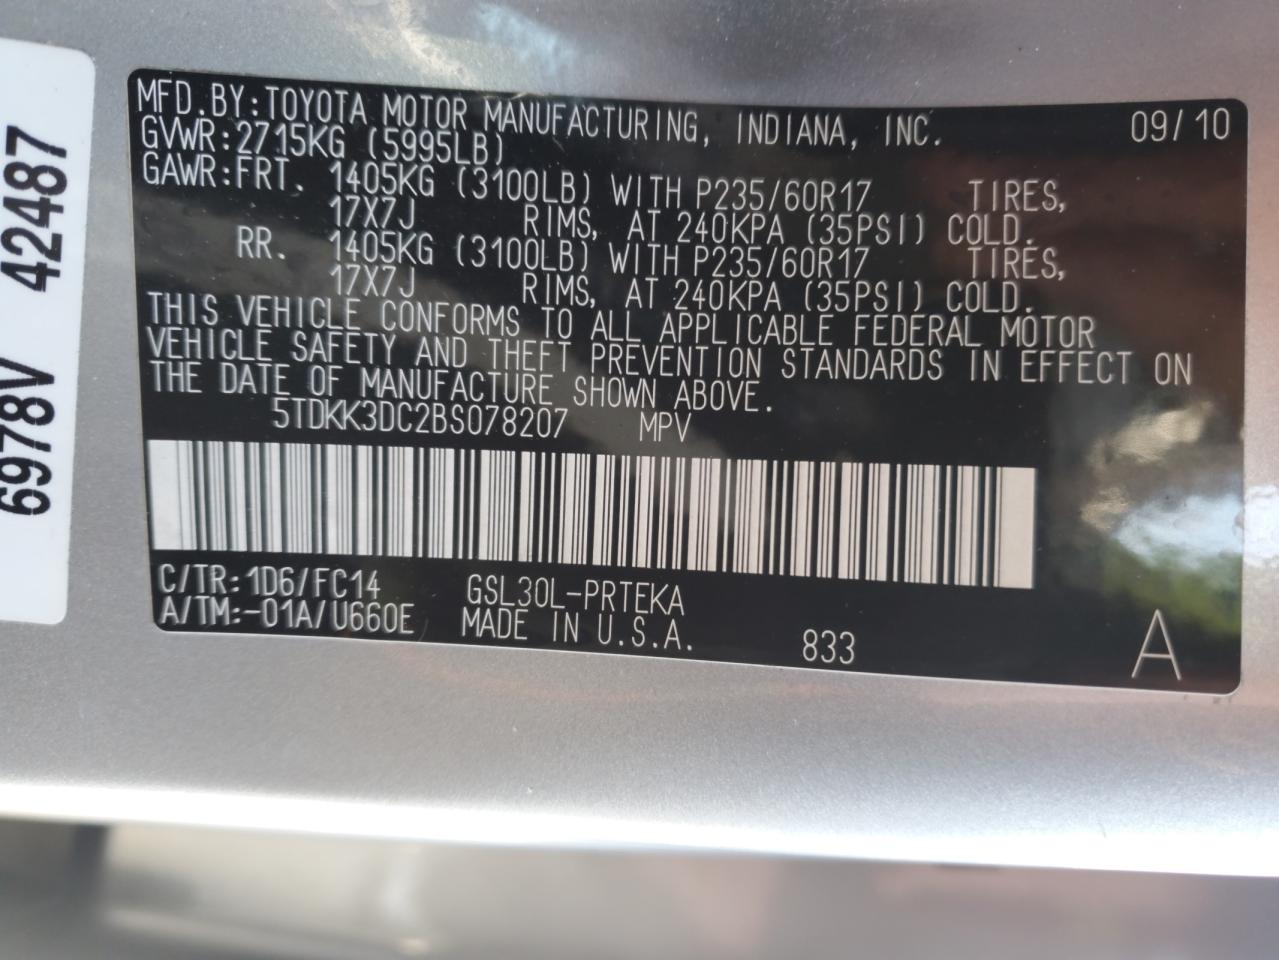 MFD.BY:TOYOTA MOTOR MANUFACTURING, INDIANA, INC. 09/10
GVWR:2715KG (5995LB)
GAWR:FRT. 1405KG (3100LB) WITH P235/60R17 TIRES,
17X7J RIMS, AT 240KPA (35PSI) COLD.
RR. 1405KG (3100LB) WITH P235/60R17 TIRES,
17X7J RIMS, AT 240KPA (35PSI) COLD.
THIS VEHICLE CONFORMS TO ALL APPLICABLE FEDERAL MOTOR
VEHICLE SAFETY AND THEFT PREVENTION STANDARDS IN EFFECT ON
THE DATE OF MANUFACTURE SHOWN ABOVE.
5TDKK3DC2BS078207 MPV
C/TR:1D6/FC14 GSL30L-PRTEKA
A/TM:-01A/U660E MADE IN U.S.A. 833 A
6978V 42487